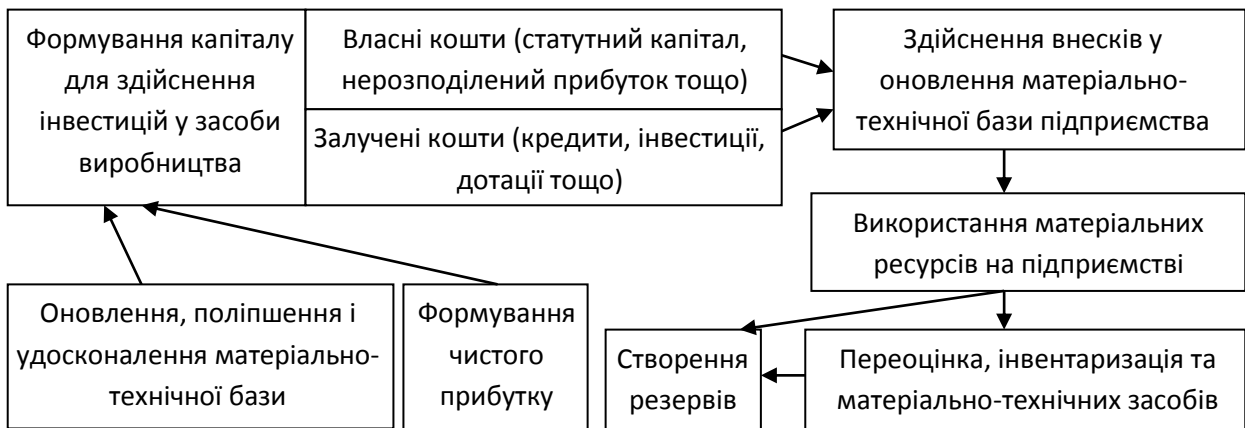 Формування капіталу
для здійснення
інвестицій у засоби
виробництва
Власні кошти (статутний капітал,
нерозподілений прибуток тощо)
Залучені кошти (кредити, інвестиції,
дотації тощо)
Здійснення внесків у
оновлення матеріально-
технічної бази підприємства
Використання матеріальних
ресурсів на підприємстві
Оновлення, поліпшення і
удосконалення матеріально-
технічної бази
Формування
чистого
прибутку
Створення
резервів
Переоцінка, інвентаризація та
матеріально-технічних засобів